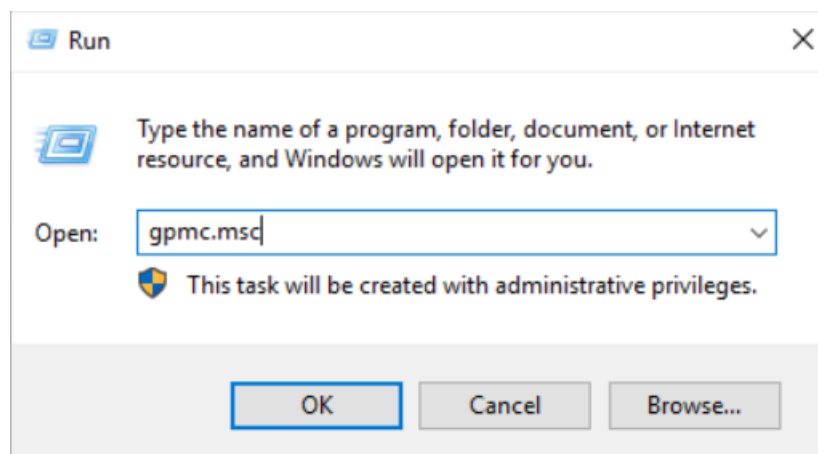 Run
Type the name of a program, folder, document, or Internet
resource, and Windows will open it for you.
Open: gpmc.msc
This task will be created with administrative privileges.
OK Cancel Browse...